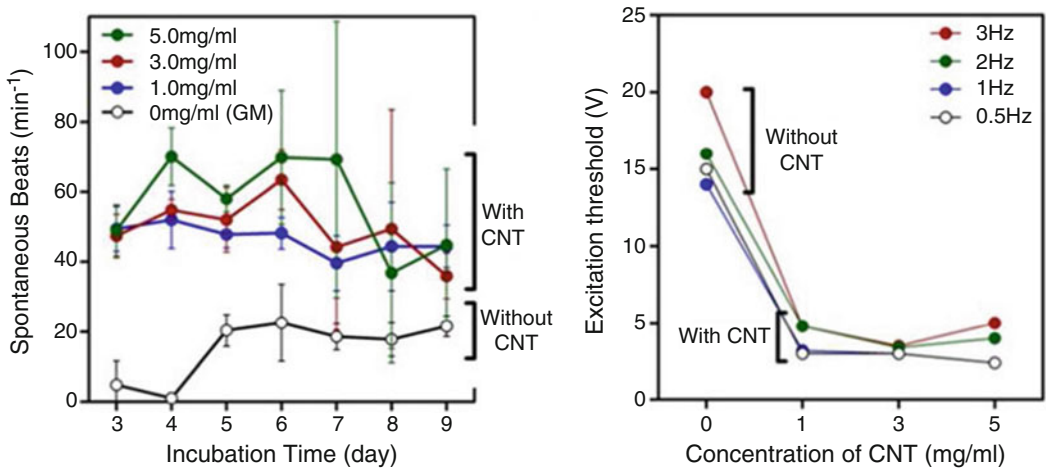 5.0mg/ml
3.0mg/ml
1.0mg/ml
0mg/ml (GM)
Spontaneous Beats (min⁻¹)
100
80
60
40
20
0
With
CNT
Without
CNT
3 4 5 6 7 8 9
Incubation Time (day)
3Hz
2Hz
1Hz
0.5Hz
Excitation threshold (V)
25
20
15
10
5
0
Without
CNT
With CNT
0 1 3 5
Concentration of CNT (mg/ml)